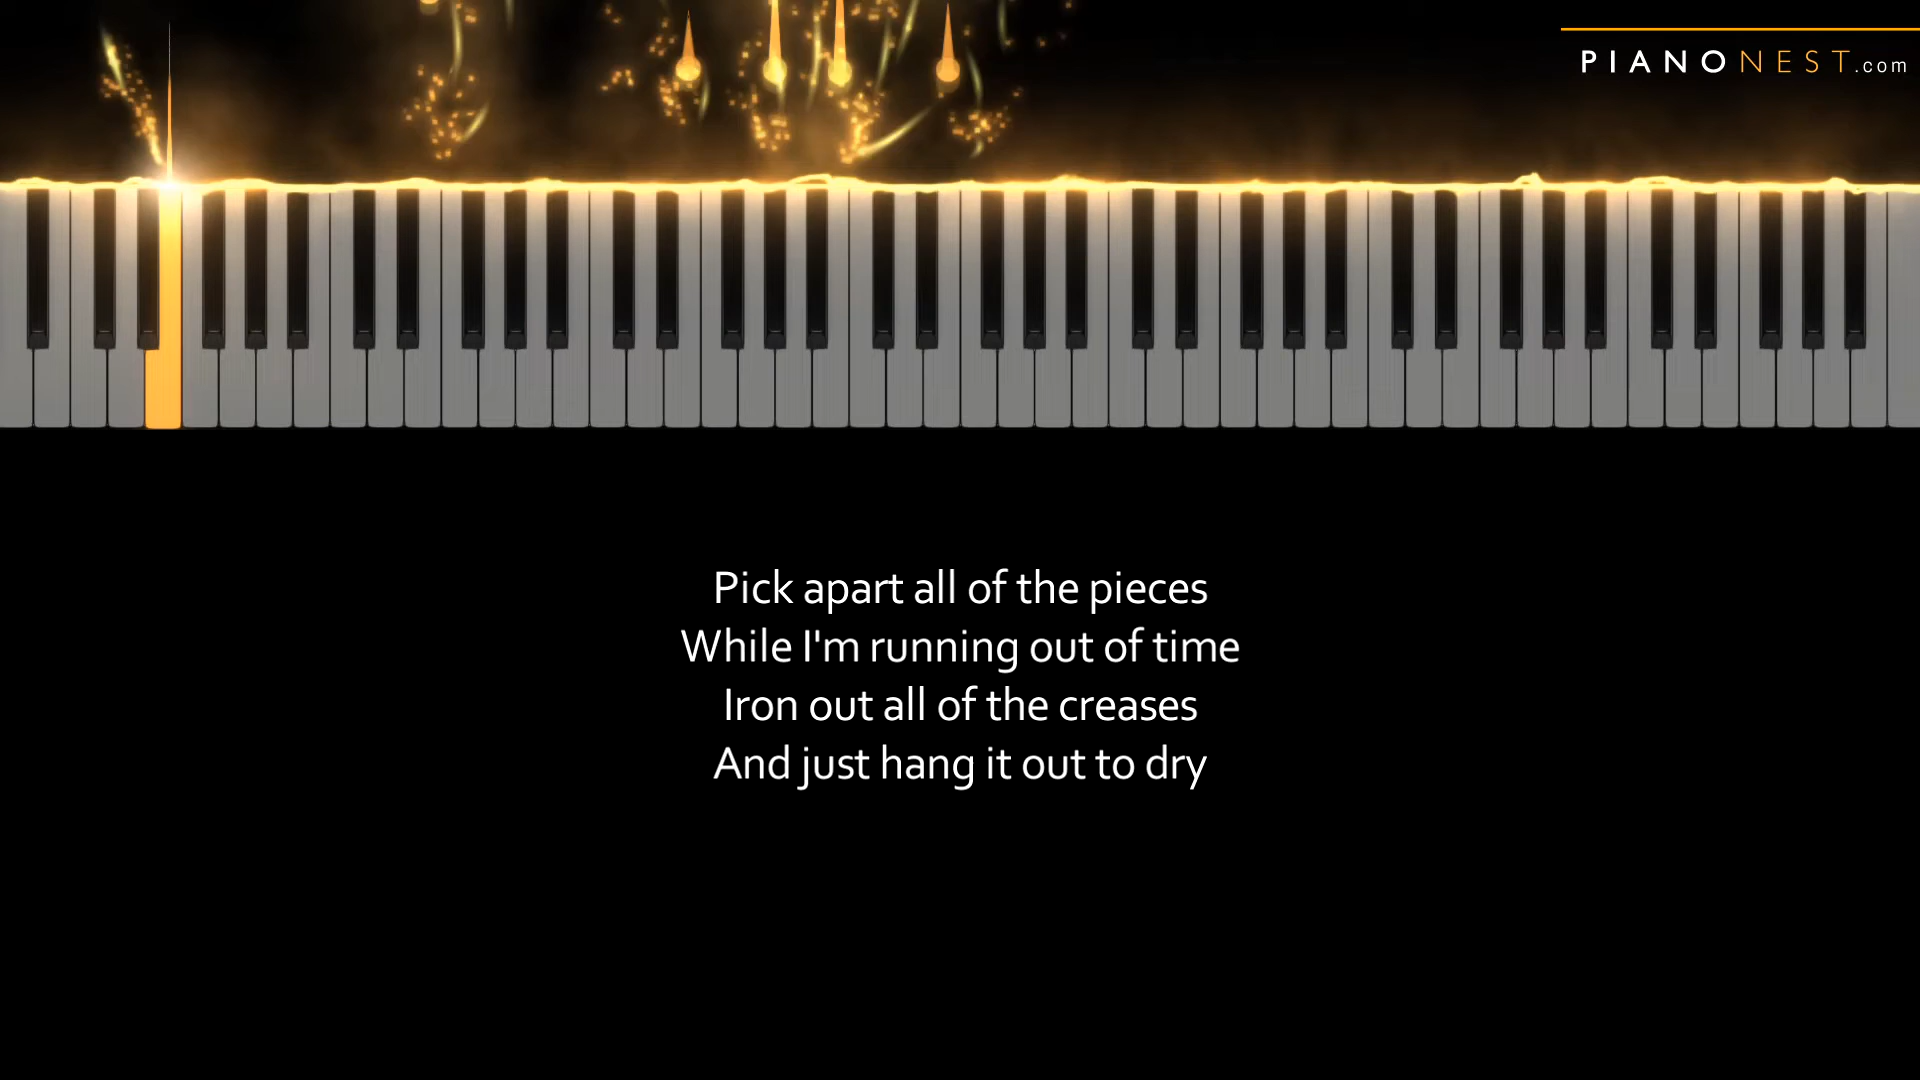 PIANONEST.com
Pick apart all of the pieces
While I'm running out of time
Iron out all of the creases
And just hang it out to dry